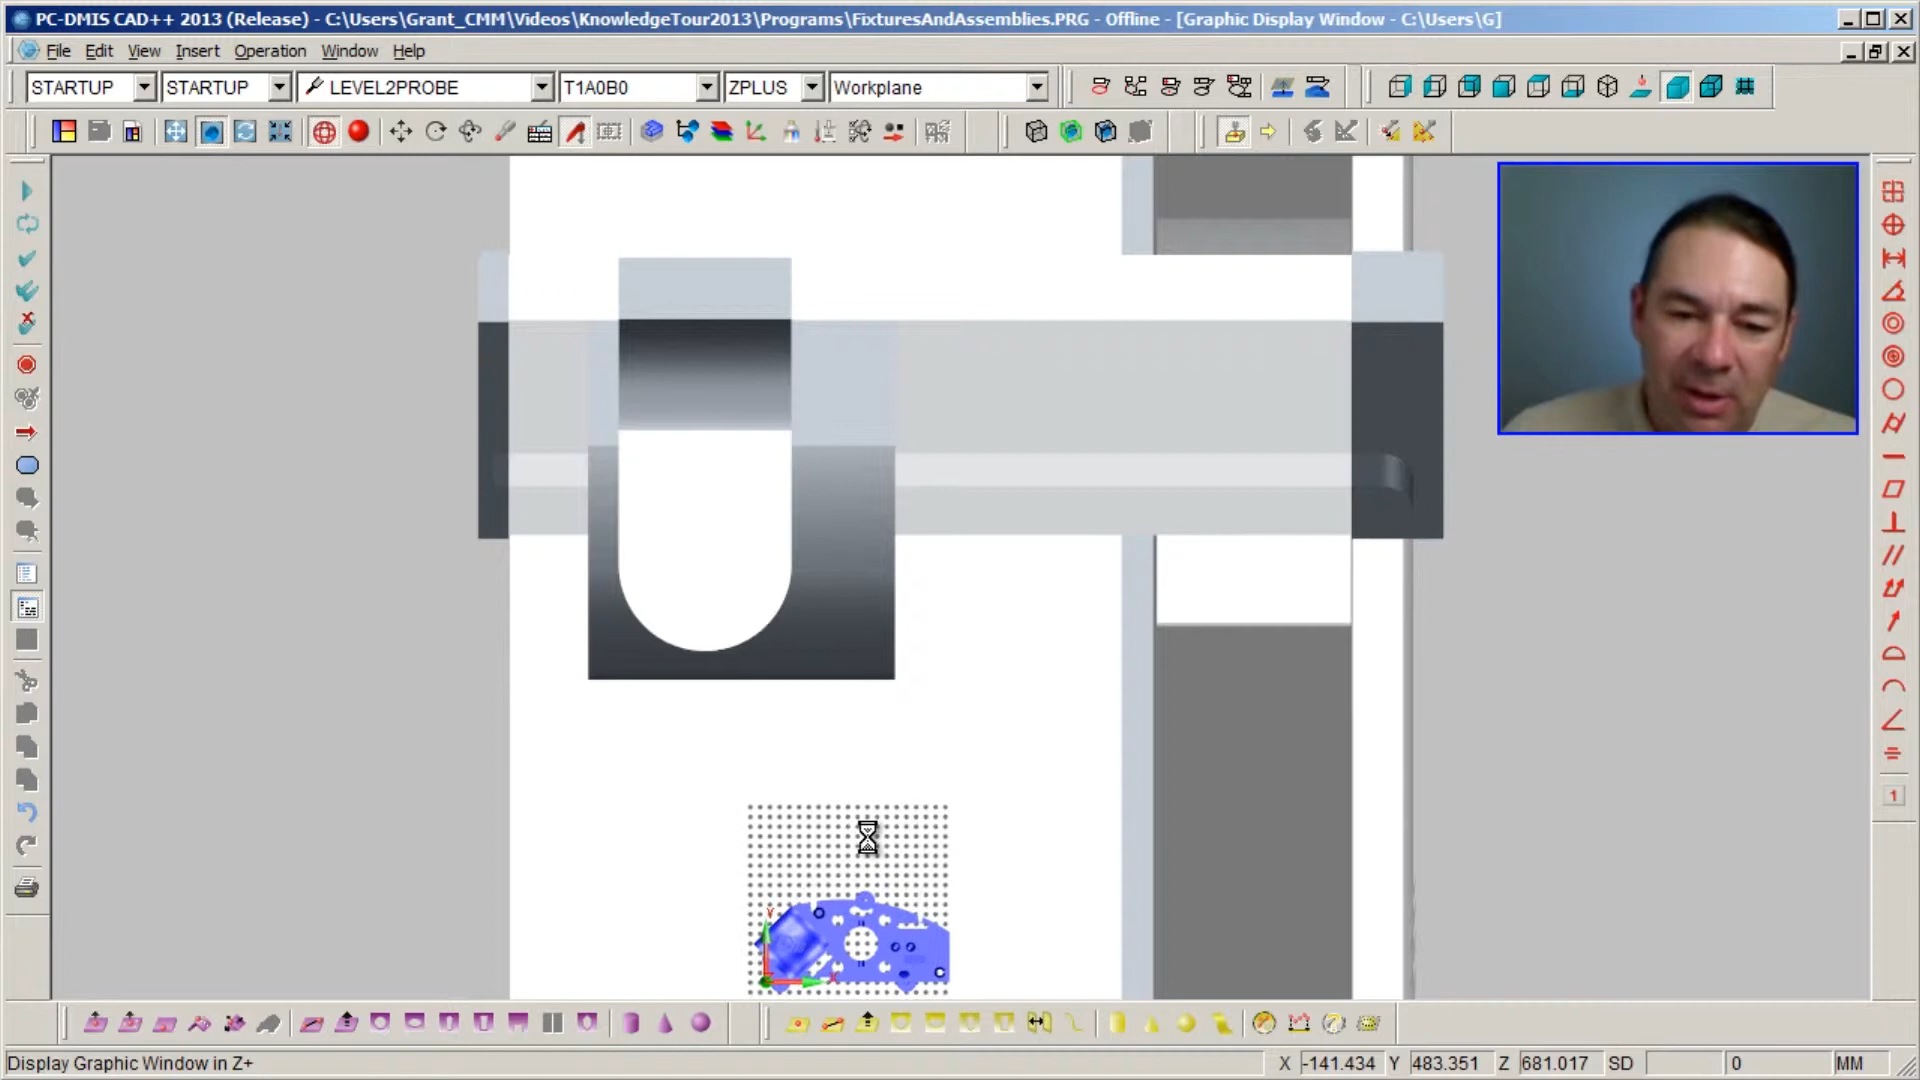 PC-DMIS CAD++ 2013 (Release) - C:\Users\Grant_CMM\Videos\KnowledgeTour2013\Programs\FixturesAndAssemblies.PRG - Offline - [Graphic Display Window - C:\Users\G]
File Edit View Insert Operation Window Help
STARTUP STARTUP LEVEL2PROBE T1A0B0 ZPLUS Workplane
Y
X
1
Display Graphic Window in Z+ X -141.434 Y 483.351 Z 681.017 SD 0 MM